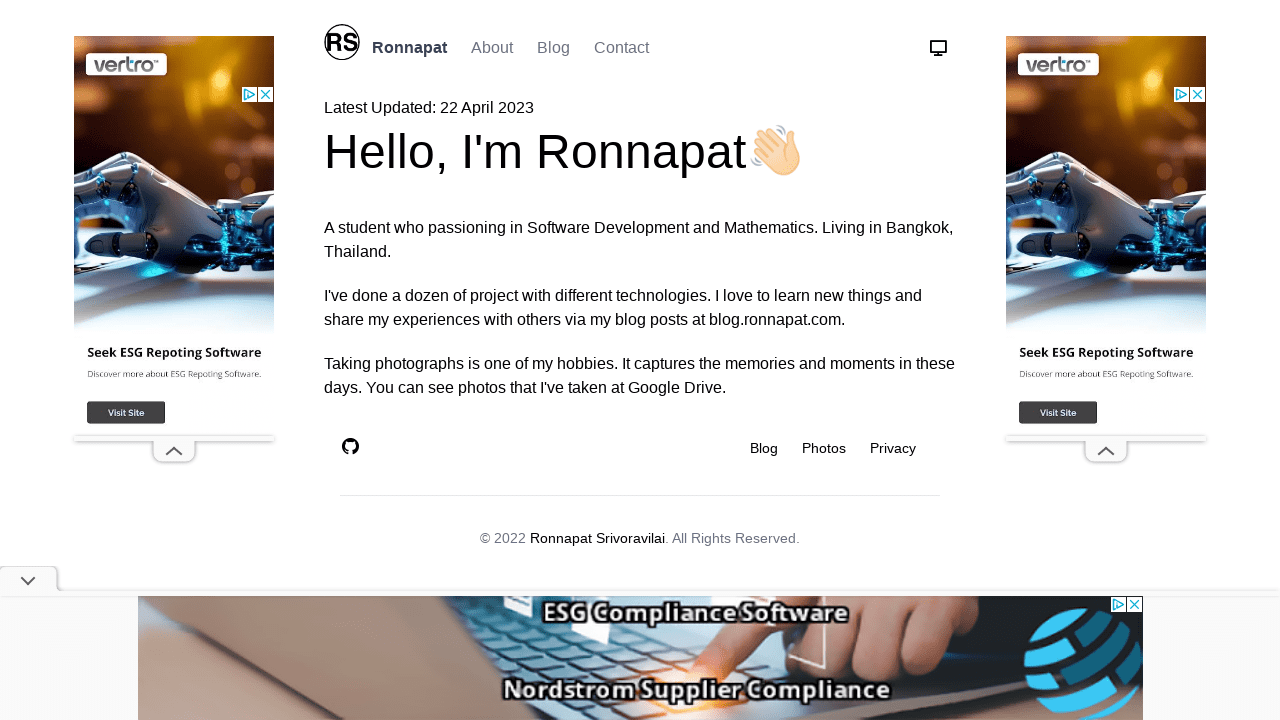 vertro™
RS
Ronnapat About Blog Contact
vertro™
Latest Updated: 22 April 2023
Hello, I'm Ronnapat👋🏻
A student who passioning in Software Development and Mathematics. Living in Bangkok,
Thailand.
I've done a dozen of project with different technologies. I love to learn new things and
share my experiences with others via my blog posts at blog.ronnapat.com.
Taking photographs is one of my hobbies. It captures the memories and moments in these
days. You can see photos that I've taken at Google Drive.
Seek ESG Repoting Software
Discover more about ESG Repoting Software.
Visit Site
Seek ESG Repoting Software
Discover more about ESG Repoting Software.
Visit Site
Blog Photos Privacy
© 2022 Ronnapat Srivoravilai. All Rights Reserved.
ESG Compliance Software
Nordstrom Supplier Compliance